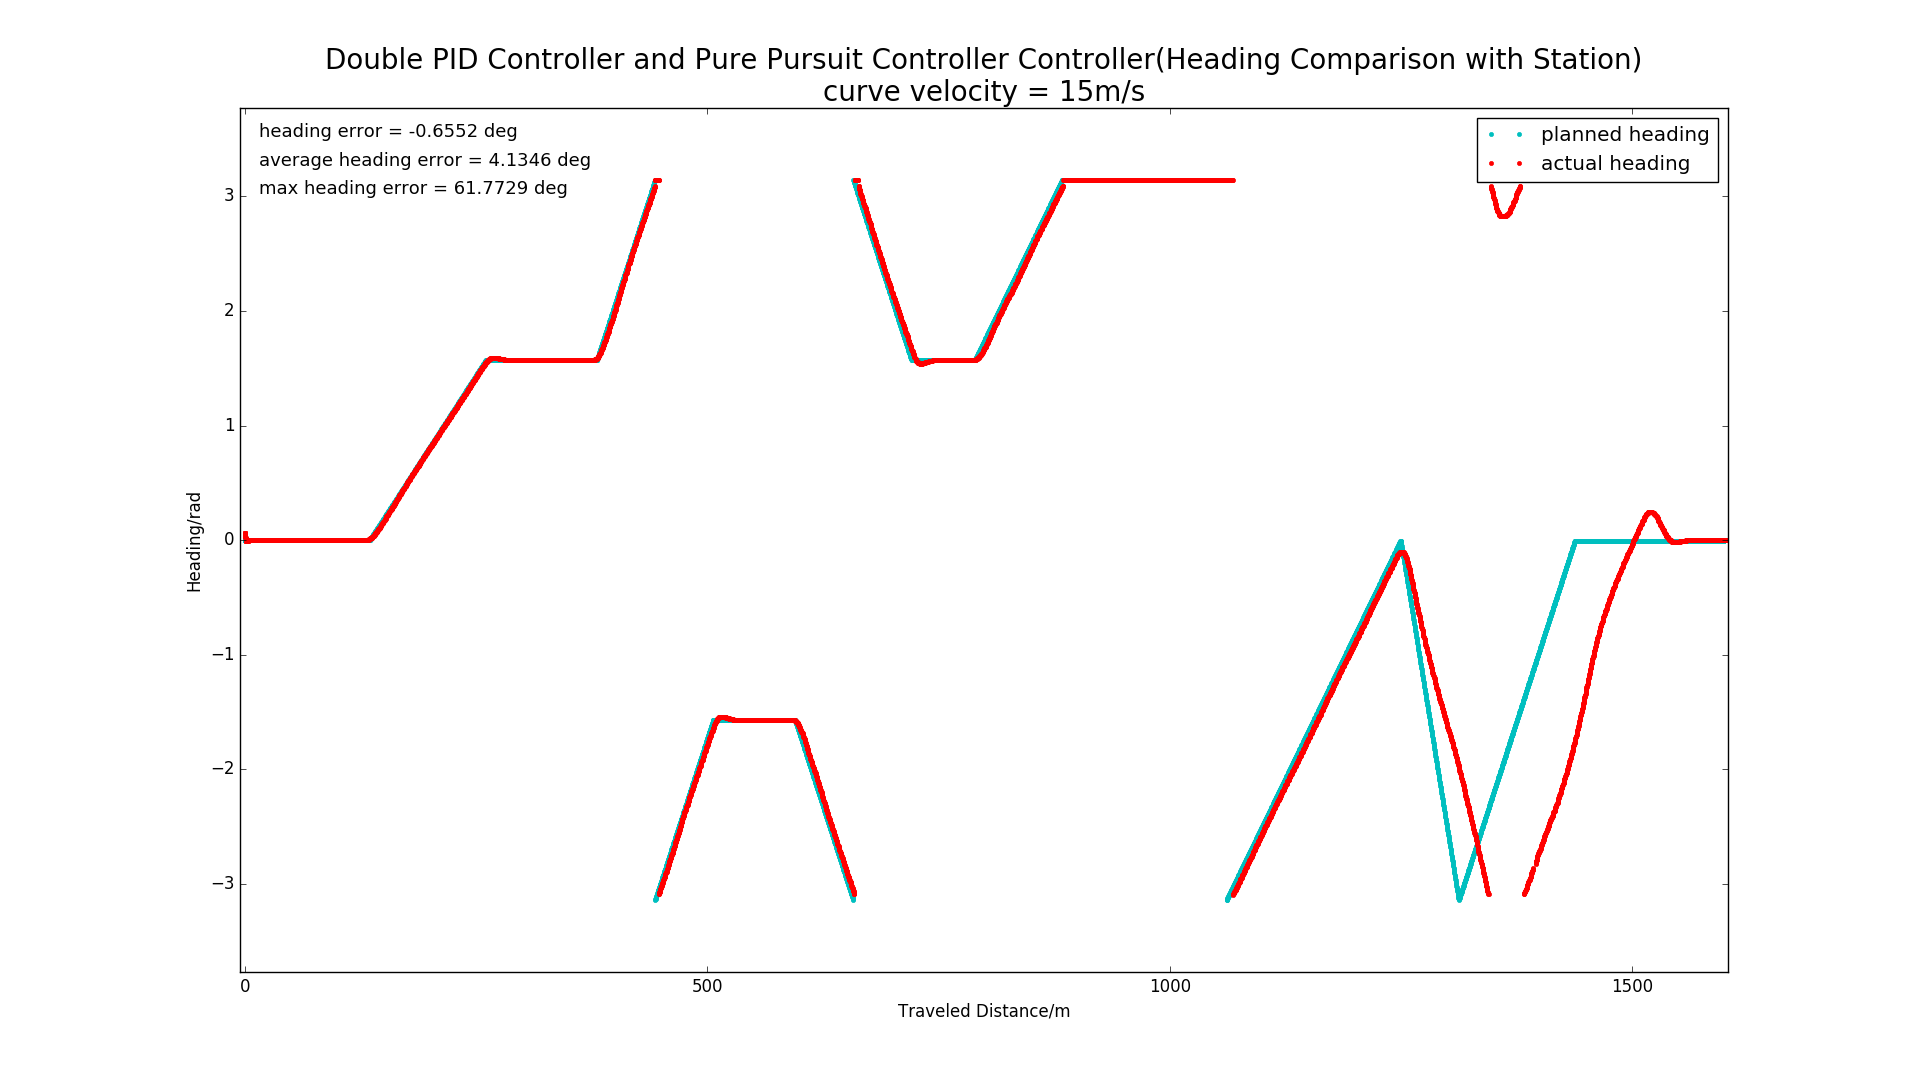 Double PID Controller and Pure Pursuit Controller Controller(Heading Comparison with Station)
curve velocity = 15m/s
heading error = -0.6552 deg
average heading error = 4.1346 deg
max heading error = 61.7729 deg
planned heading
actual heading
3
2
1
0
−1
−2
−3
Heading/rad
0
500
1000
1500
Traveled Distance/m